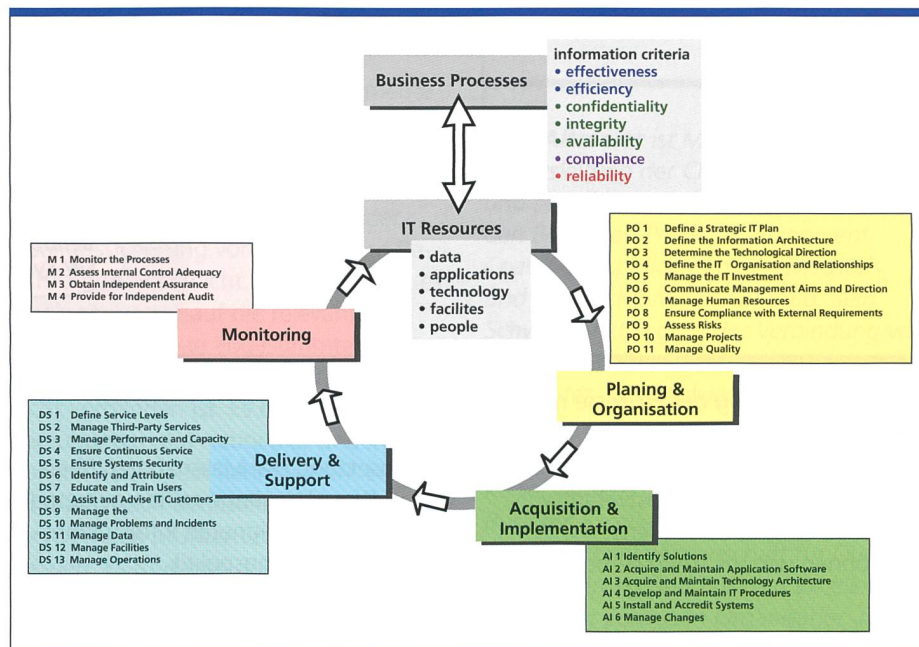 Business Processes
information criteria
• effectiveness
• efficiency
• confidentiality
• integrity
• availability
• compliance
• reliability
IT Resources
• data
• applications
• technology
• facilites
• people
PO 1 Define a Strategic IT Plan
PO 2 Define the Information Architecture
PO 3 Determine the Technological Direction
PO 4 Define the IT Organisation and Relationships
PO 5 Manage the IT Investment
PO 6 Communicate Management Aims and Direction
PO 7 Manage Human Resources
PO 8 Ensure Compliance with External Requirements
PO 9 Assess Risks
PO 10 Manage Projects
PO 11 Manage Quality
Planing &
Organisation
Acquisition &
Implementation
AI 1 Identify Solutions
AI 2 Acquire and Maintain Application Software
AI 3 Acquire and Maintain Technology Architecture
AI 4 Develop and Maintain IT Procedures
AI 5 Install and Accredit Systems
AI 6 Manage Changes
Delivery &
Support
DS 1 Define Service Levels
DS 2 Manage Third-Party Services
DS 3 Manage Performance and Capacity
DS 4 Ensure Continuous Service
DS 5 Ensure Systems Security
DS 6 Identify and Attribute
DS 7 Educate and Train Users
DS 8 Assist and Advise IT Customers
DS 9 Manage the
DS 10 Manage Problems and Incidents
DS 11 Manage Data
DS 12 Manage Facilities
DS 13 Manage Operations
Monitoring
M 1 Monitor the Processes
M 2 Assess Internal Control Adequacy
M 3 Obtain Independent Assurance
M 4 Provide for Independent Audit